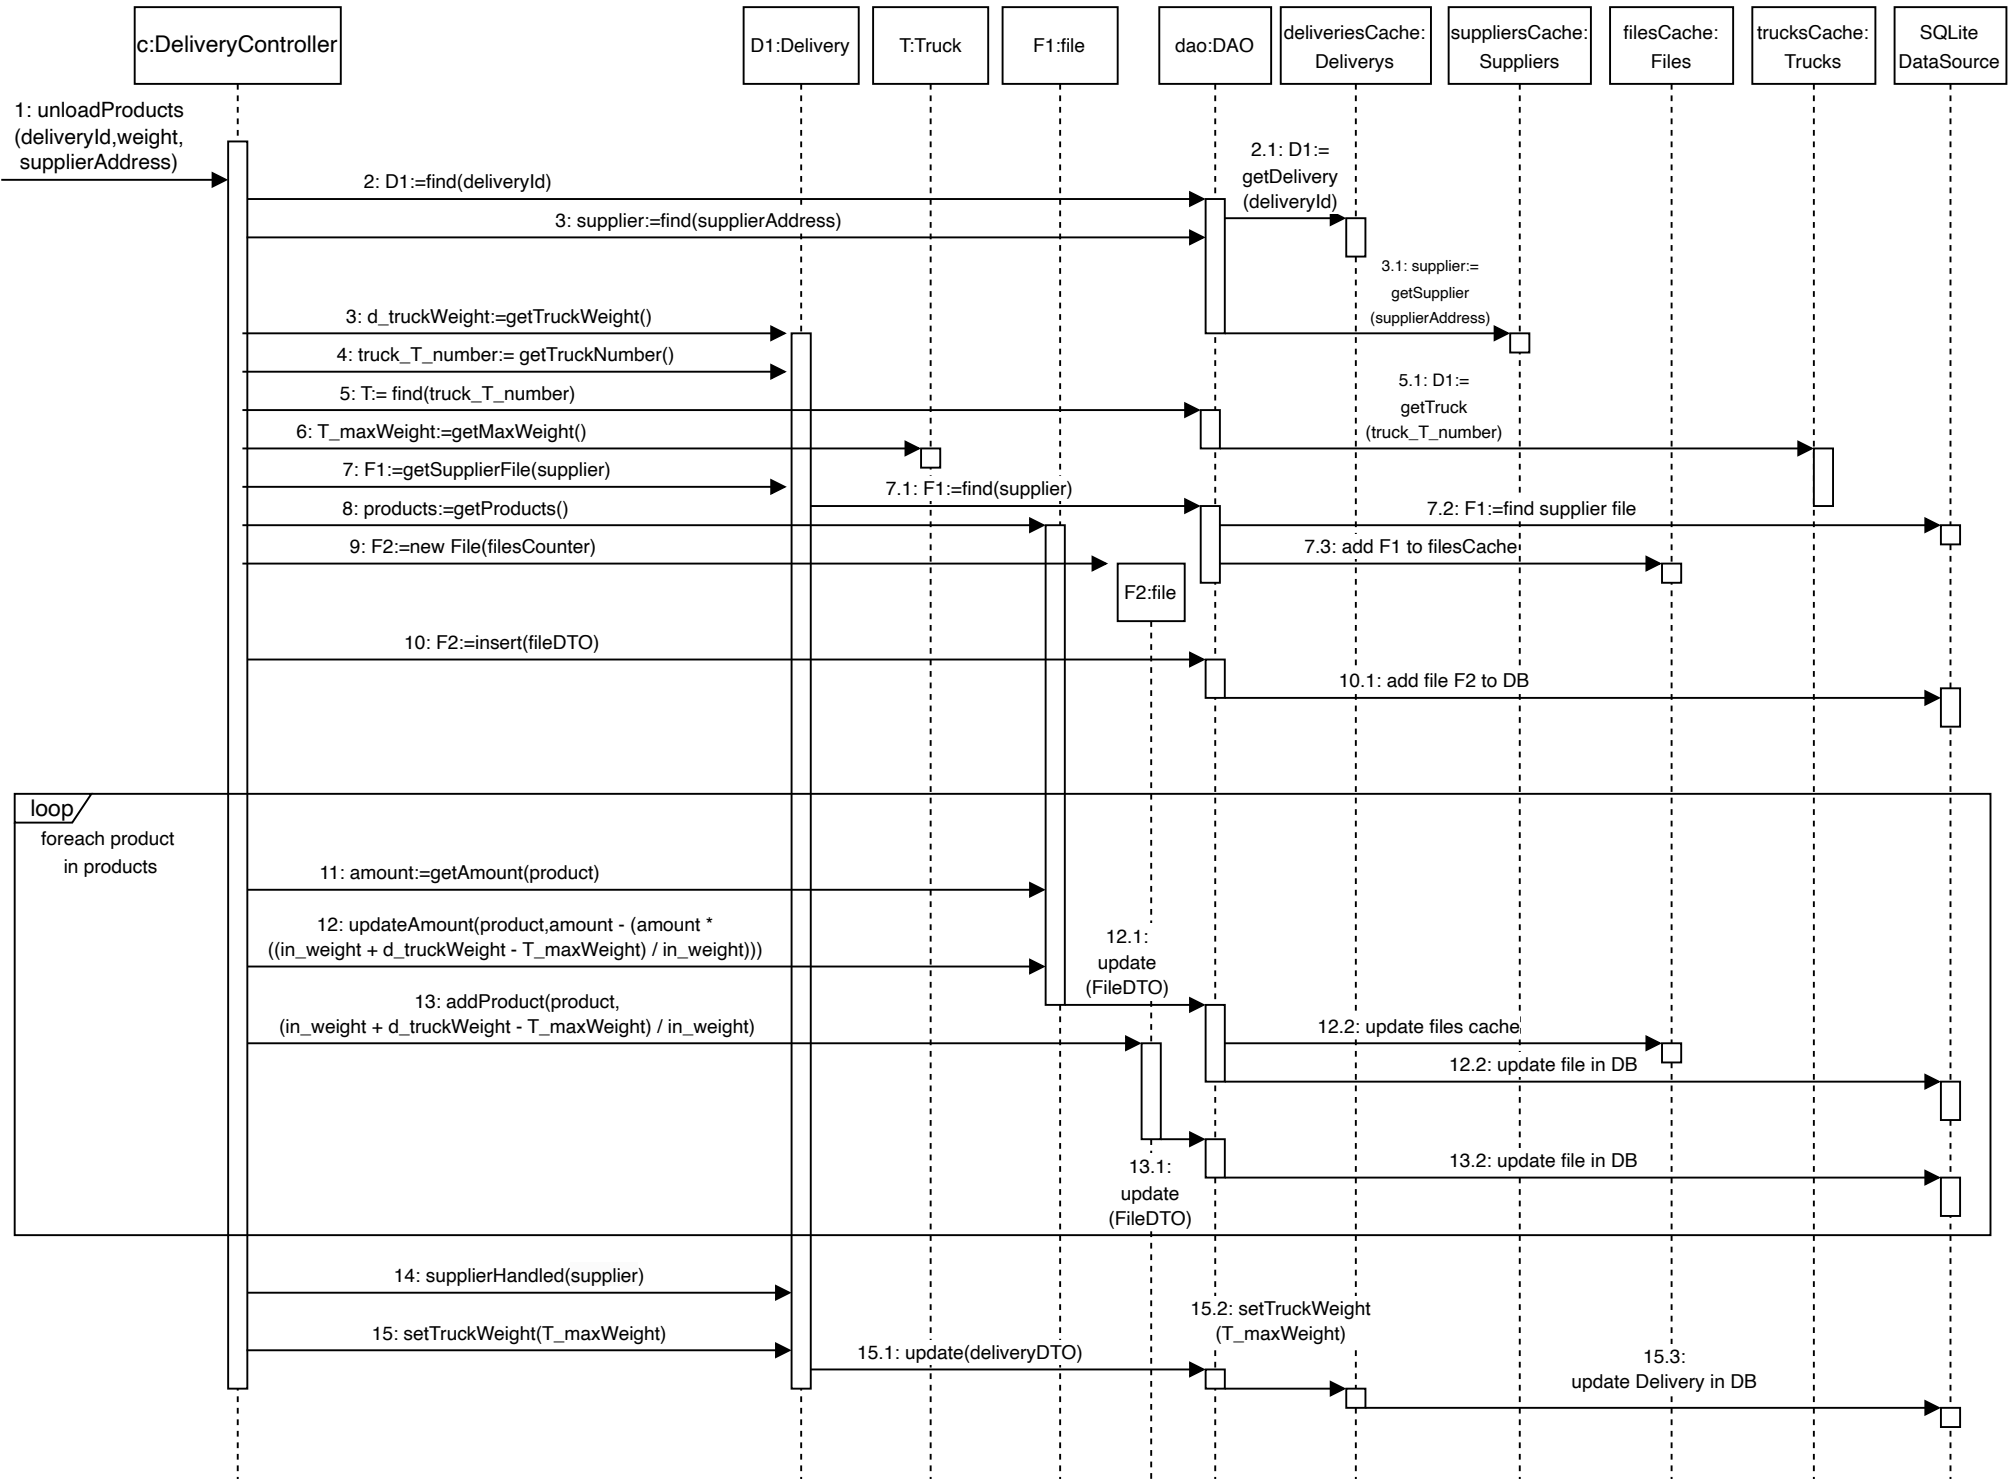 c:DeliveryController
D1:Delivery
T:Truck
F1:file
dao:DAO
deliveriesCache:
Deliverys
suppliersCache:
Suppliers
filesCache:
Files
trucksCache:
Trucks
SQLite
DataSource
1: unloadProducts
(deliveryId,weight,
supplierAddress)
2: D1:=find(deliveryId)
2.1: D1:=
getDelivery
(deliveryId)
3: supplier:=find(supplierAddress)
3.1: supplier:=
getSupplier
(supplierAddress)
3: d_truckWeight:=getTruckWeight()
4: truck_T_number:= getTruckNumber()
5: T:= find(truck_T_number)
5.1: D1:=
getTruck
(truck_T_number)
6: T_maxWeight:=getMaxWeight()
7: F1:=getSupplierFile(supplier)
7.1: F1:=find(supplier)
7.2: F1:=find supplier file
8: products:=getProducts()
9: F2:=new File(filesCounter)
7.3: add F1 to filesCache
F2:file
10: F2:=insert(fileDTO)
10.1: add file F2 to DB
loop
foreach product
in products
11: amount:=getAmount(product)
12: updateAmount(product,amount - (amount *
((in_weight + d_truckWeight - T_maxWeight) / in_weight)))
12.1:
update
(FileDTO)
13: addProduct(product,
(in_weight + d_truckWeight - T_maxWeight) / in_weight)
12.2: update files cache
12.2: update file in DB
13.1:
update
(FileDTO)
13.2: update file in DB
14: supplierHandled(supplier)
15: setTruckWeight(T_maxWeight)
15.1: update(deliveryDTO)
15.2: setTruckWeight
(T_maxWeight)
15.3:
update Delivery in DB